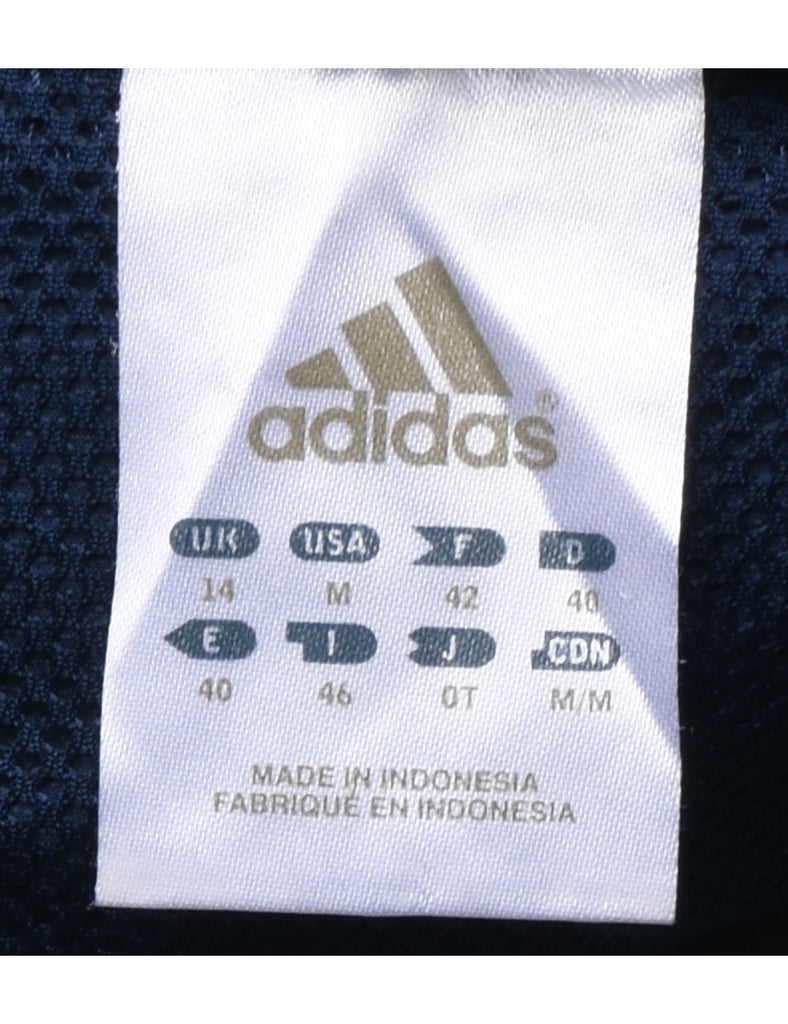 adidas®
UK USA F D
14 M 42 40
E I J CDN
40 46 OT M/M
MADE IN INDONESIA
FABRIQUÉ EN INDONESIA